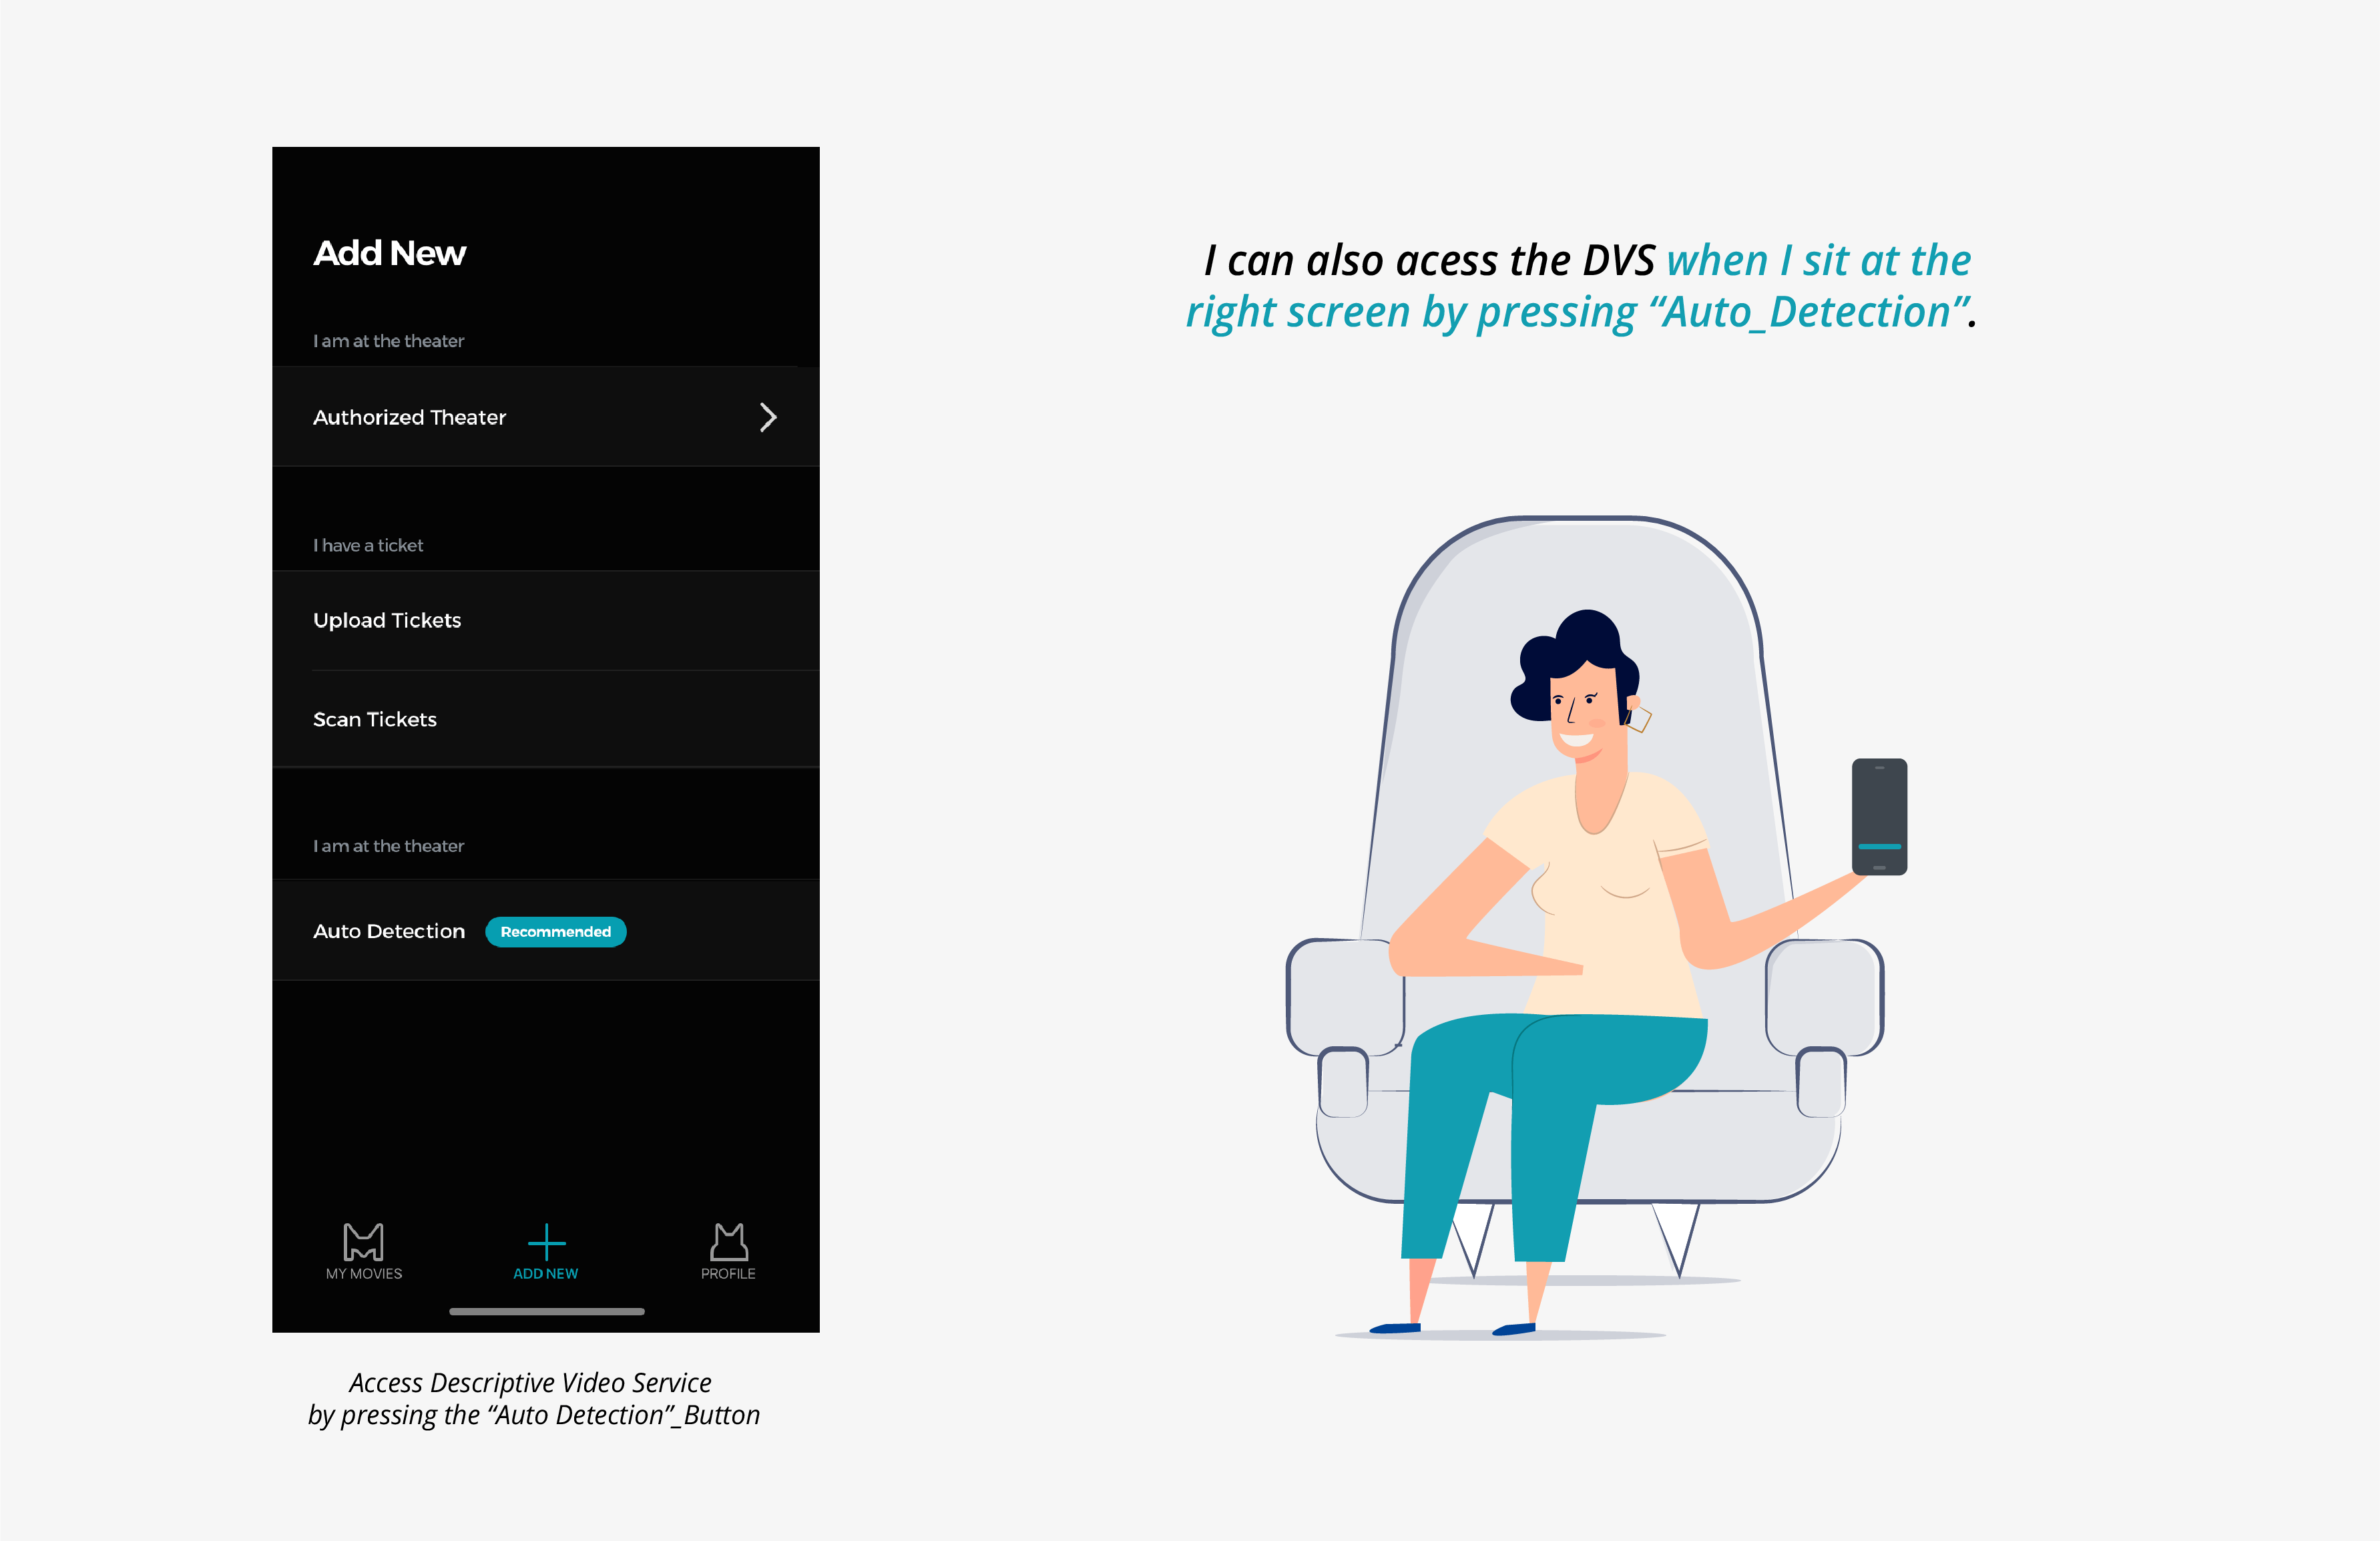 Add New
I am at the theater
Authorized Theater
I have a ticket
Upload Tickets
Scan Tickets
I am at the theater
Auto Detection Recommended
MY MOVIES ADD NEW PROFILE
Access Descriptive Video Service
by pressing the “Auto Detection”_Button
I can also acess the DVS when I sit at the
right screen by pressing “Auto_Detection”.